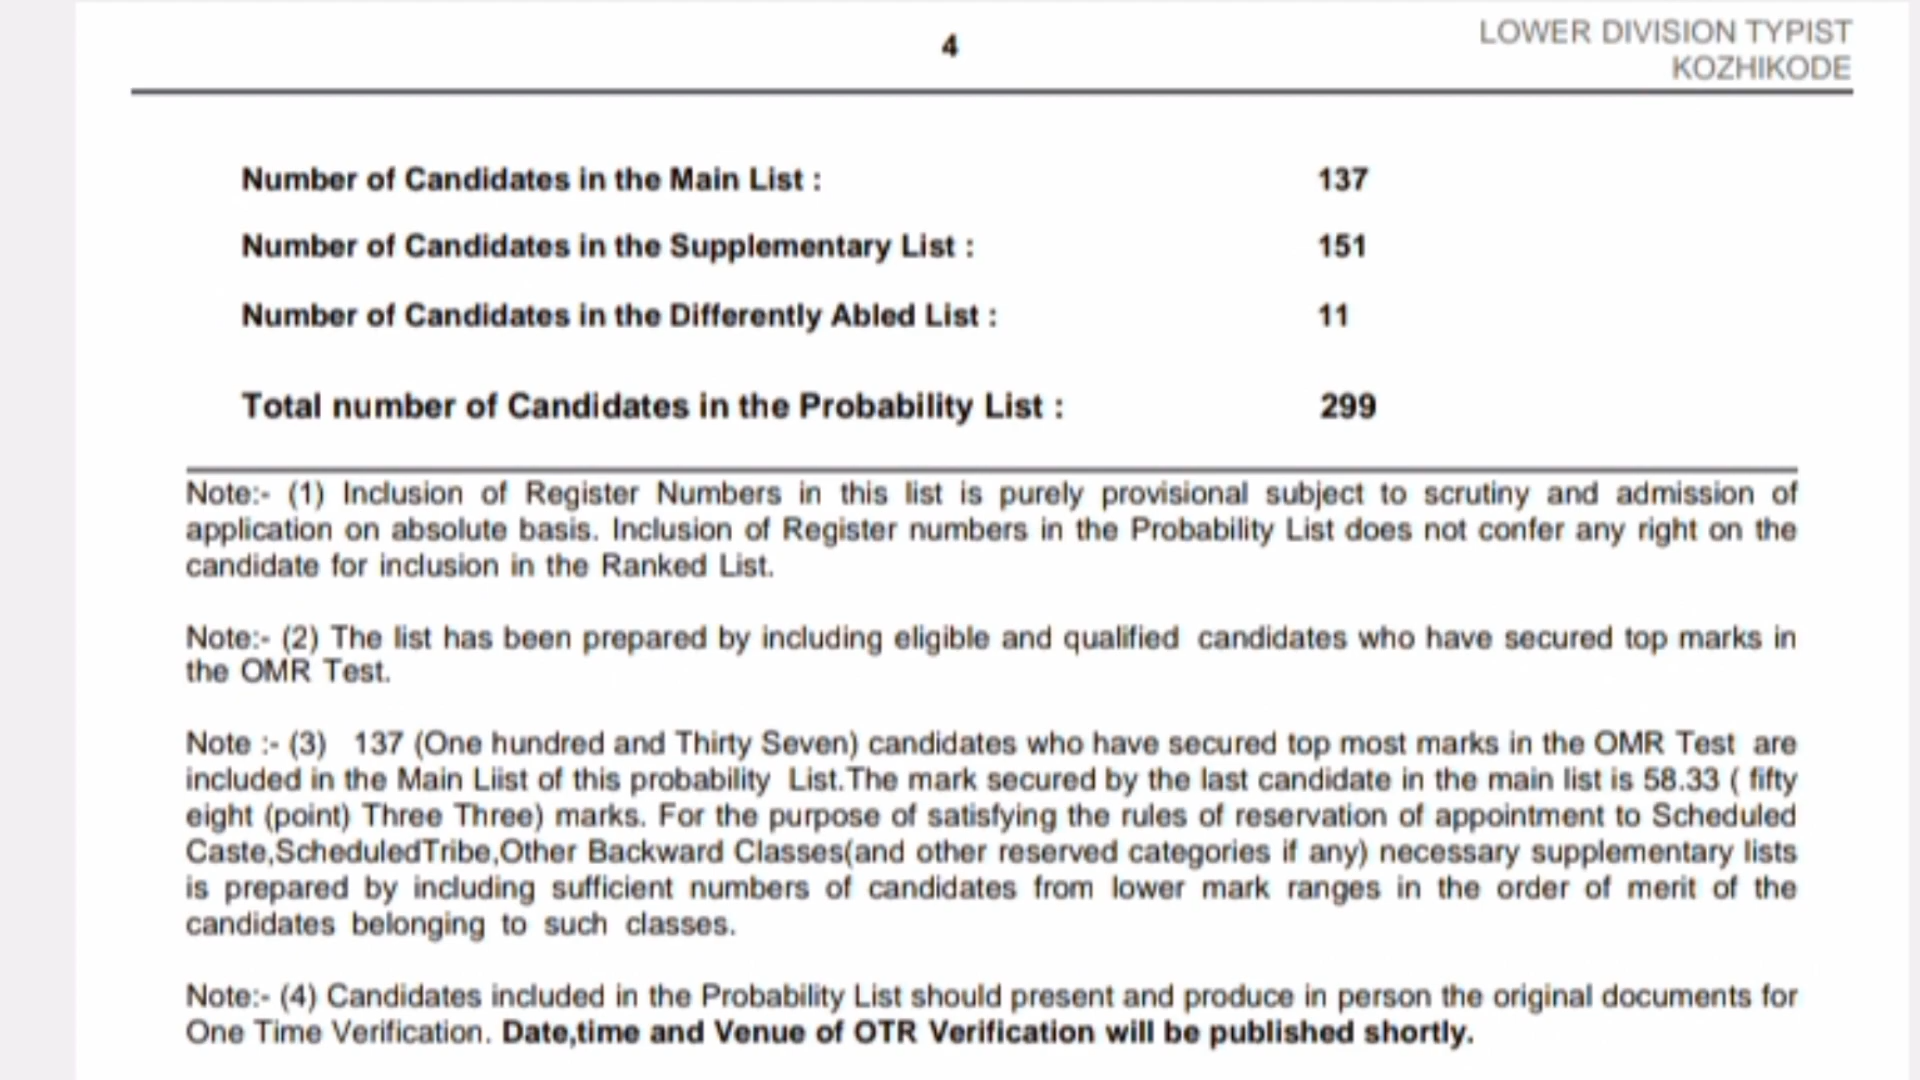 4
LOWER DIVISION TYPIST
KOZHIKODE
Number of Candidates in the Main List : 137
Number of Candidates in the Supplementary List : 151
Number of Candidates in the Differently Abled List : 11
Total number of Candidates in the Probability List : 299
Note:- (1) Inclusion of Register Numbers in this list is purely provisional subject to scrutiny and admission of
application on absolute basis. Inclusion of Register numbers in the Probability List does not confer any right on the
candidate for inclusion in the Ranked List.
Note:- (2) The list has been prepared by including eligible and qualified candidates who have secured top marks in
the OMR Test.
Note :- (3) 137 (One hundred and Thirty Seven) candidates who have secured top most marks in the OMR Test are
included in the Main Liist of this probability List.The mark secured by the last candidate in the main list is 58.33 ( fifty
eight (point) Three Three) marks. For the purpose of satisfying the rules of reservation of appointment to Scheduled
Caste,ScheduledTribe,Other Backward Classes(and other reserved categories if any) necessary supplementary lists
is prepared by including sufficient numbers of candidates from lower mark ranges in the order of merit of the
candidates belonging to such classes.
Note:- (4) Candidates included in the Probability List should present and produce in person the original documents for
One Time Verification. Date,time and Venue of OTR Verification will be published shortly.